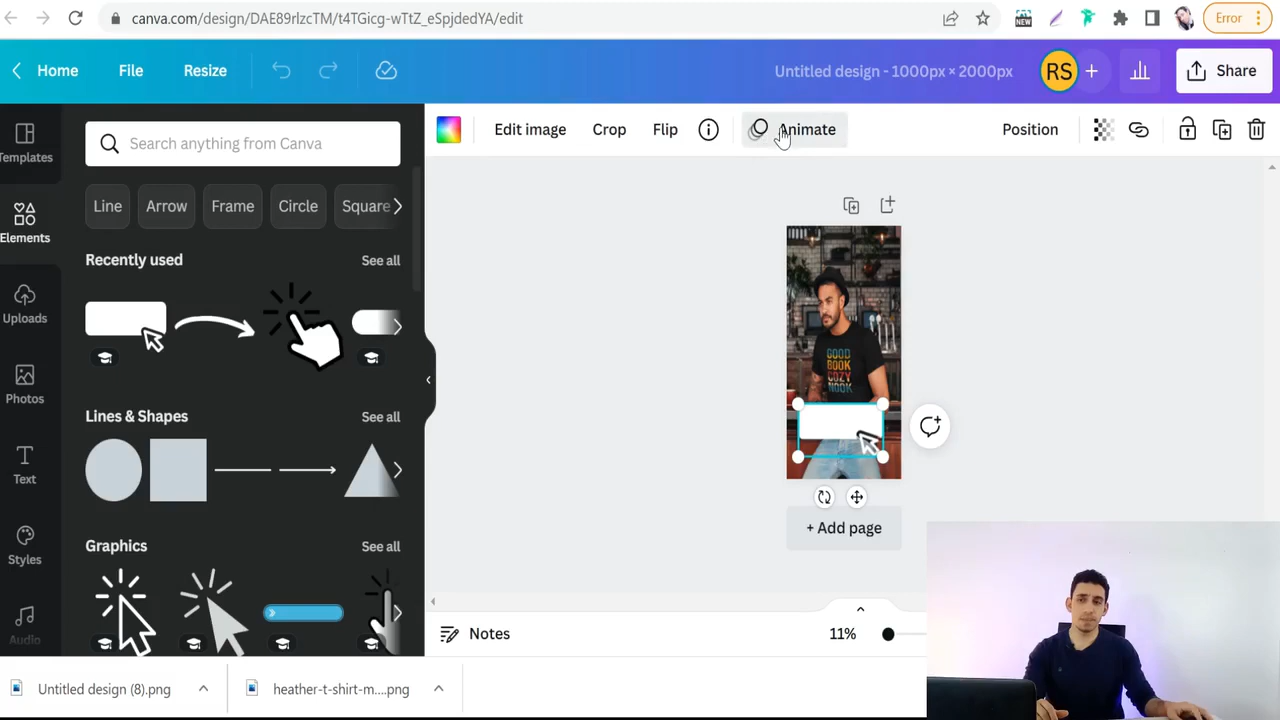 canva.com/design/DAE89rIzcTM/t4TGicg-wTtZ_eSpjdedYA/edit
NEW
Error
Home
File
Resize
Untitled design - 1000px × 2000px
RS
Share
Templates
Elements
Uploads
Photos
Text
Styles
Audio
Search anything from Canva
Line
Arrow
Frame
Circle
Square
Recently used
See all
Lines & Shapes
See all
Graphics
See all
Edit image
Crop
Flip
Animate
Position
GOOD
BOOK
COZY
NOOK
+ Add page
Notes
11%
Untitled design (8).png
heather-t-shirt-m....png